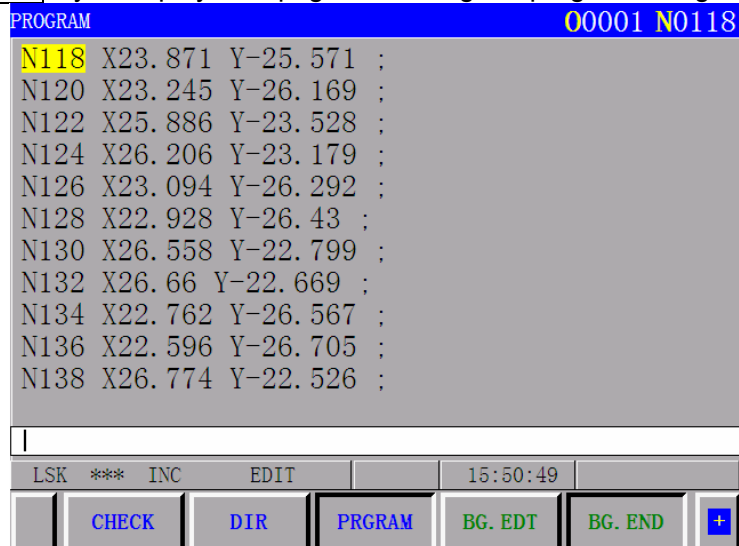 PROGRAM O0001 N0118
N118 X23.871 Y-25.571 ;
N120 X23.245 Y-26.169 ;
N122 X25.886 Y-23.528 ;
N124 X26.206 Y-23.179 ;
N126 X23.094 Y-26.292 ;
N128 X22.928 Y-26.43 ;
N130 X26.558 Y-22.799 ;
N132 X26.66 Y-22.669 ;
N134 X22.762 Y-26.567 ;
N136 X22.596 Y-26.705 ;
N138 X26.774 Y-22.526 ;
LSK *** INC EDIT 15:50:49
CHECK DIR PRGRAM BG. EDT BG. END +